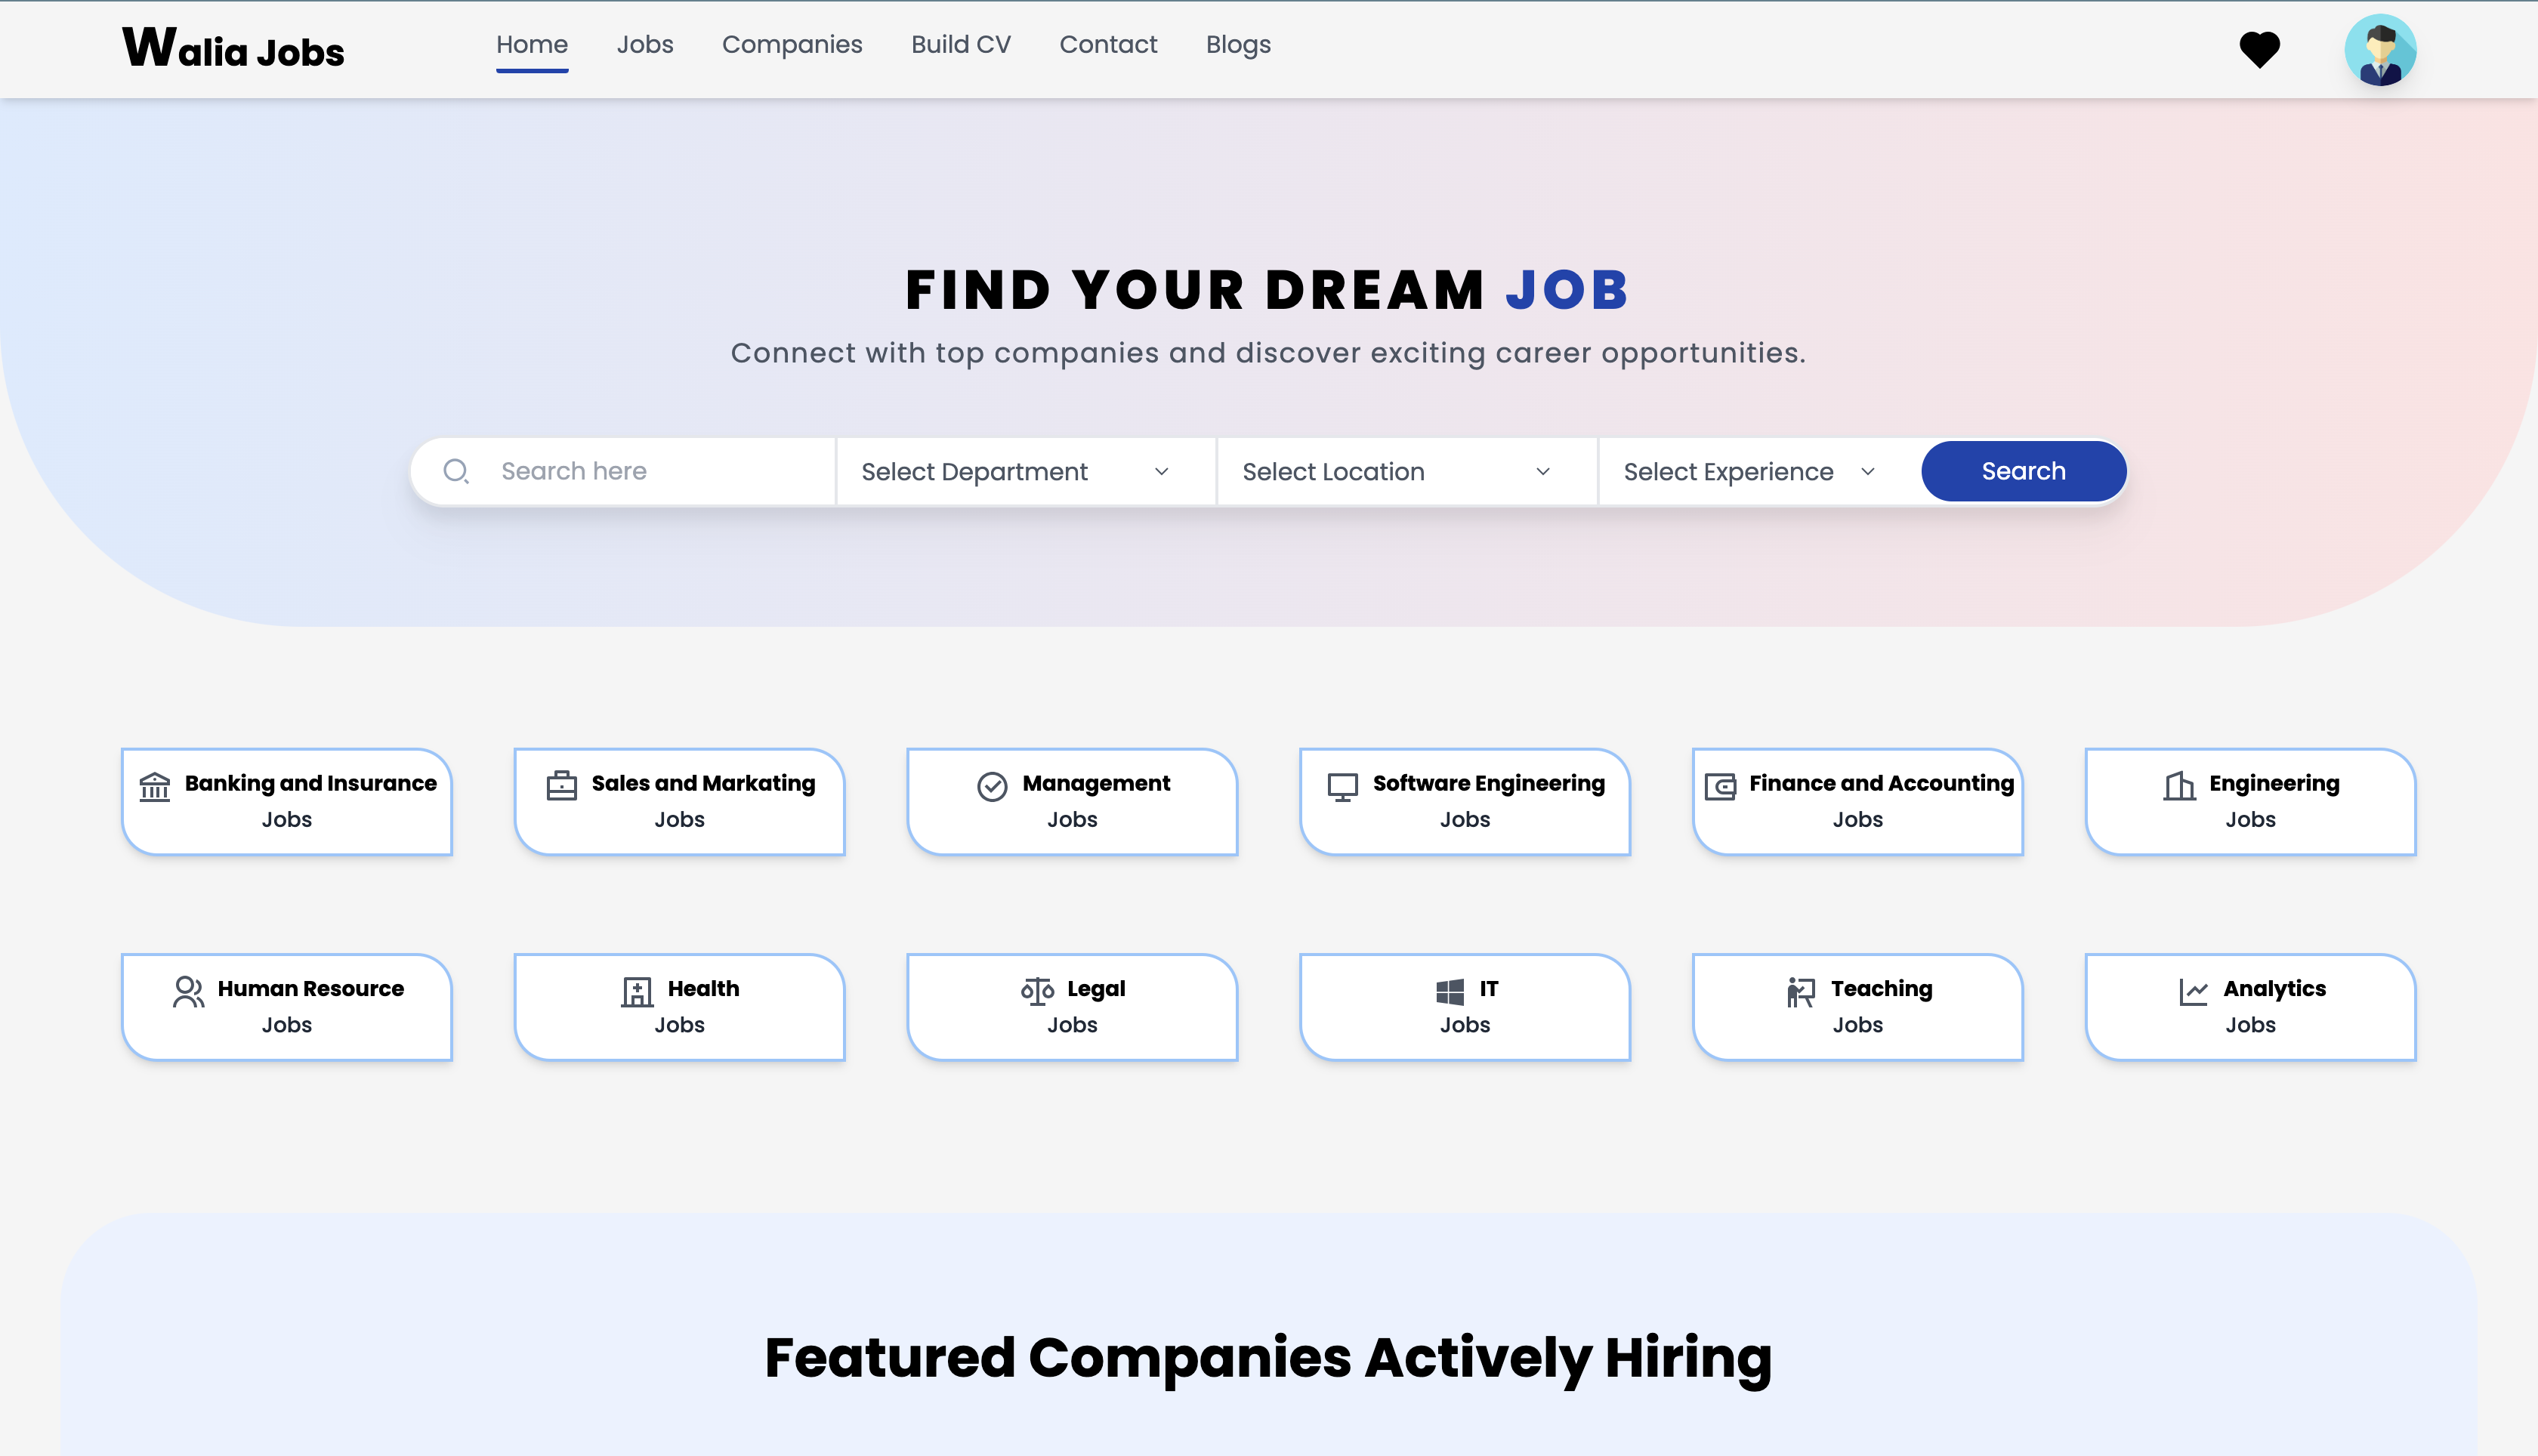 Walia Jobs
Home Jobs Companies Build CV Contact Blogs
FIND YOUR DREAM JOB
Connect with top companies and discover exciting career opportunities.
Search here Select Department Select Location Select Experience Search
Banking and Insurance
Jobs
Sales and Markating
Jobs
Management
Jobs
Software Engineering
Jobs
Finance and Accounting
Jobs
Engineering
Jobs
Human Resource
Jobs
Health
Jobs
Legal
Jobs
IT
Jobs
Teaching
Jobs
Analytics
Jobs
Featured Companies Actively Hiring